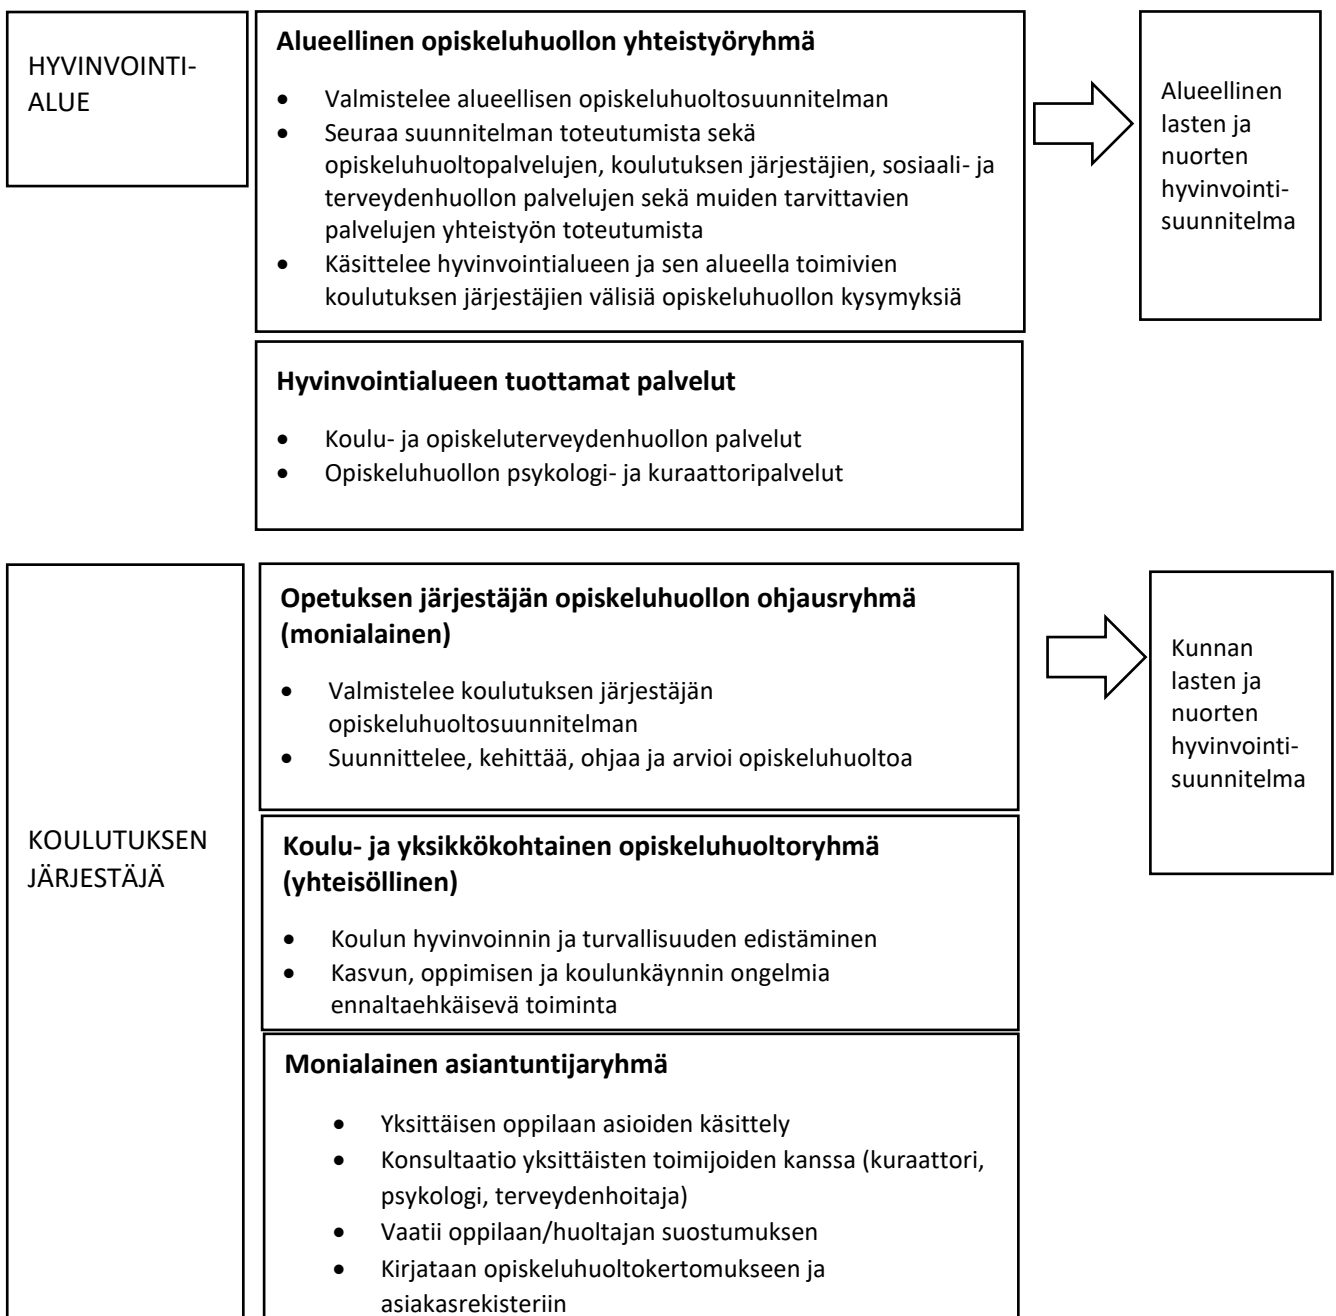 HYVINVOINTI-
ALUE
Alueellinen opiskeluhuollon yhteistyöryhmä
• Valmistelee alueellisen opiskeluhuoltosuunnitelman
• Seuraa suunnitelman toteutumista sekä
opiskeluhuoltopalvelujen, koulutuksen järjestäjien, sosiaali- ja
terveydenhuollon palvelujen sekä muiden tarvittavien
palvelujen yhteistyön toteutumista
• Käsittelee hyvinvointialueen ja sen alueella toimivien
koulutuksen järjestäjien välisiä opiskeluhuollon kysymyksiä
Alueellinen
lasten ja
nuorten
hyvinvointi-
suunnitelma
Hyvinvointialueen tuottamat palvelut
• Koulu- ja opiskeluterveydenhuollon palvelut
• Opiskeluhuollon psykologi- ja kuraattoripalvelut
KOULUTUKSEN
JÄRJESTÄJÄ
Opetuksen järjestäjän opiskeluhuollon ohjausryhmä
(monialainen)
• Valmistelee koulutuksen järjestäjän
opiskeluhuoltosuunnitelman
• Suunnittelee, kehittää, ohjaa ja arvioi opiskeluhuoltoa
Kunnan
lasten ja
nuorten
hyvinvointi-
suunnitelma
Koulu- ja yksikkökohtainen opiskeluhuoltoryhmä
(yhteisöllinen)
• Koulun hyvinvoinnin ja turvallisuuden edistäminen
• Kasvun, oppimisen ja koulunkäynnin ongelmia
ennaltaehkäisevä toiminta
Monialainen asiantuntijaryhmä
• Yksittäisen oppilaan asioiden käsittely
• Konsultaatio yksittäisten toimijoiden kanssa (kuraattori,
psykologi, terveydenhoitaja)
• Vaatii oppilaan/huoltajan suostumuksen
• Kirjataan opiskeluhuoltokertomukseen ja
asiakasrekisteriin